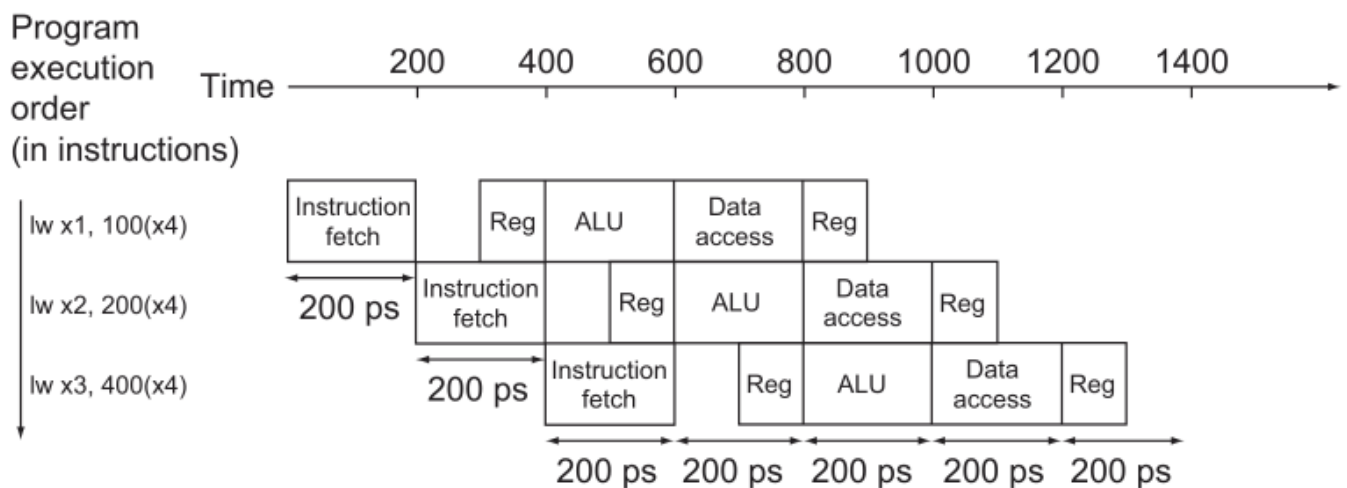 Program
execution
order
(in instructions)
Time
200 400 600 800 1000 1200 1400
lw x1, 100(x4)
Instruction
fetch
Reg
ALU
Data
access
Reg
200 ps
lw x2, 200(x4)
Instruction
fetch
Reg
ALU
Data
access
Reg
200 ps
lw x3, 400(x4)
Instruction
fetch
Reg
ALU
Data
access
Reg
200 ps 200 ps 200 ps 200 ps 200 ps